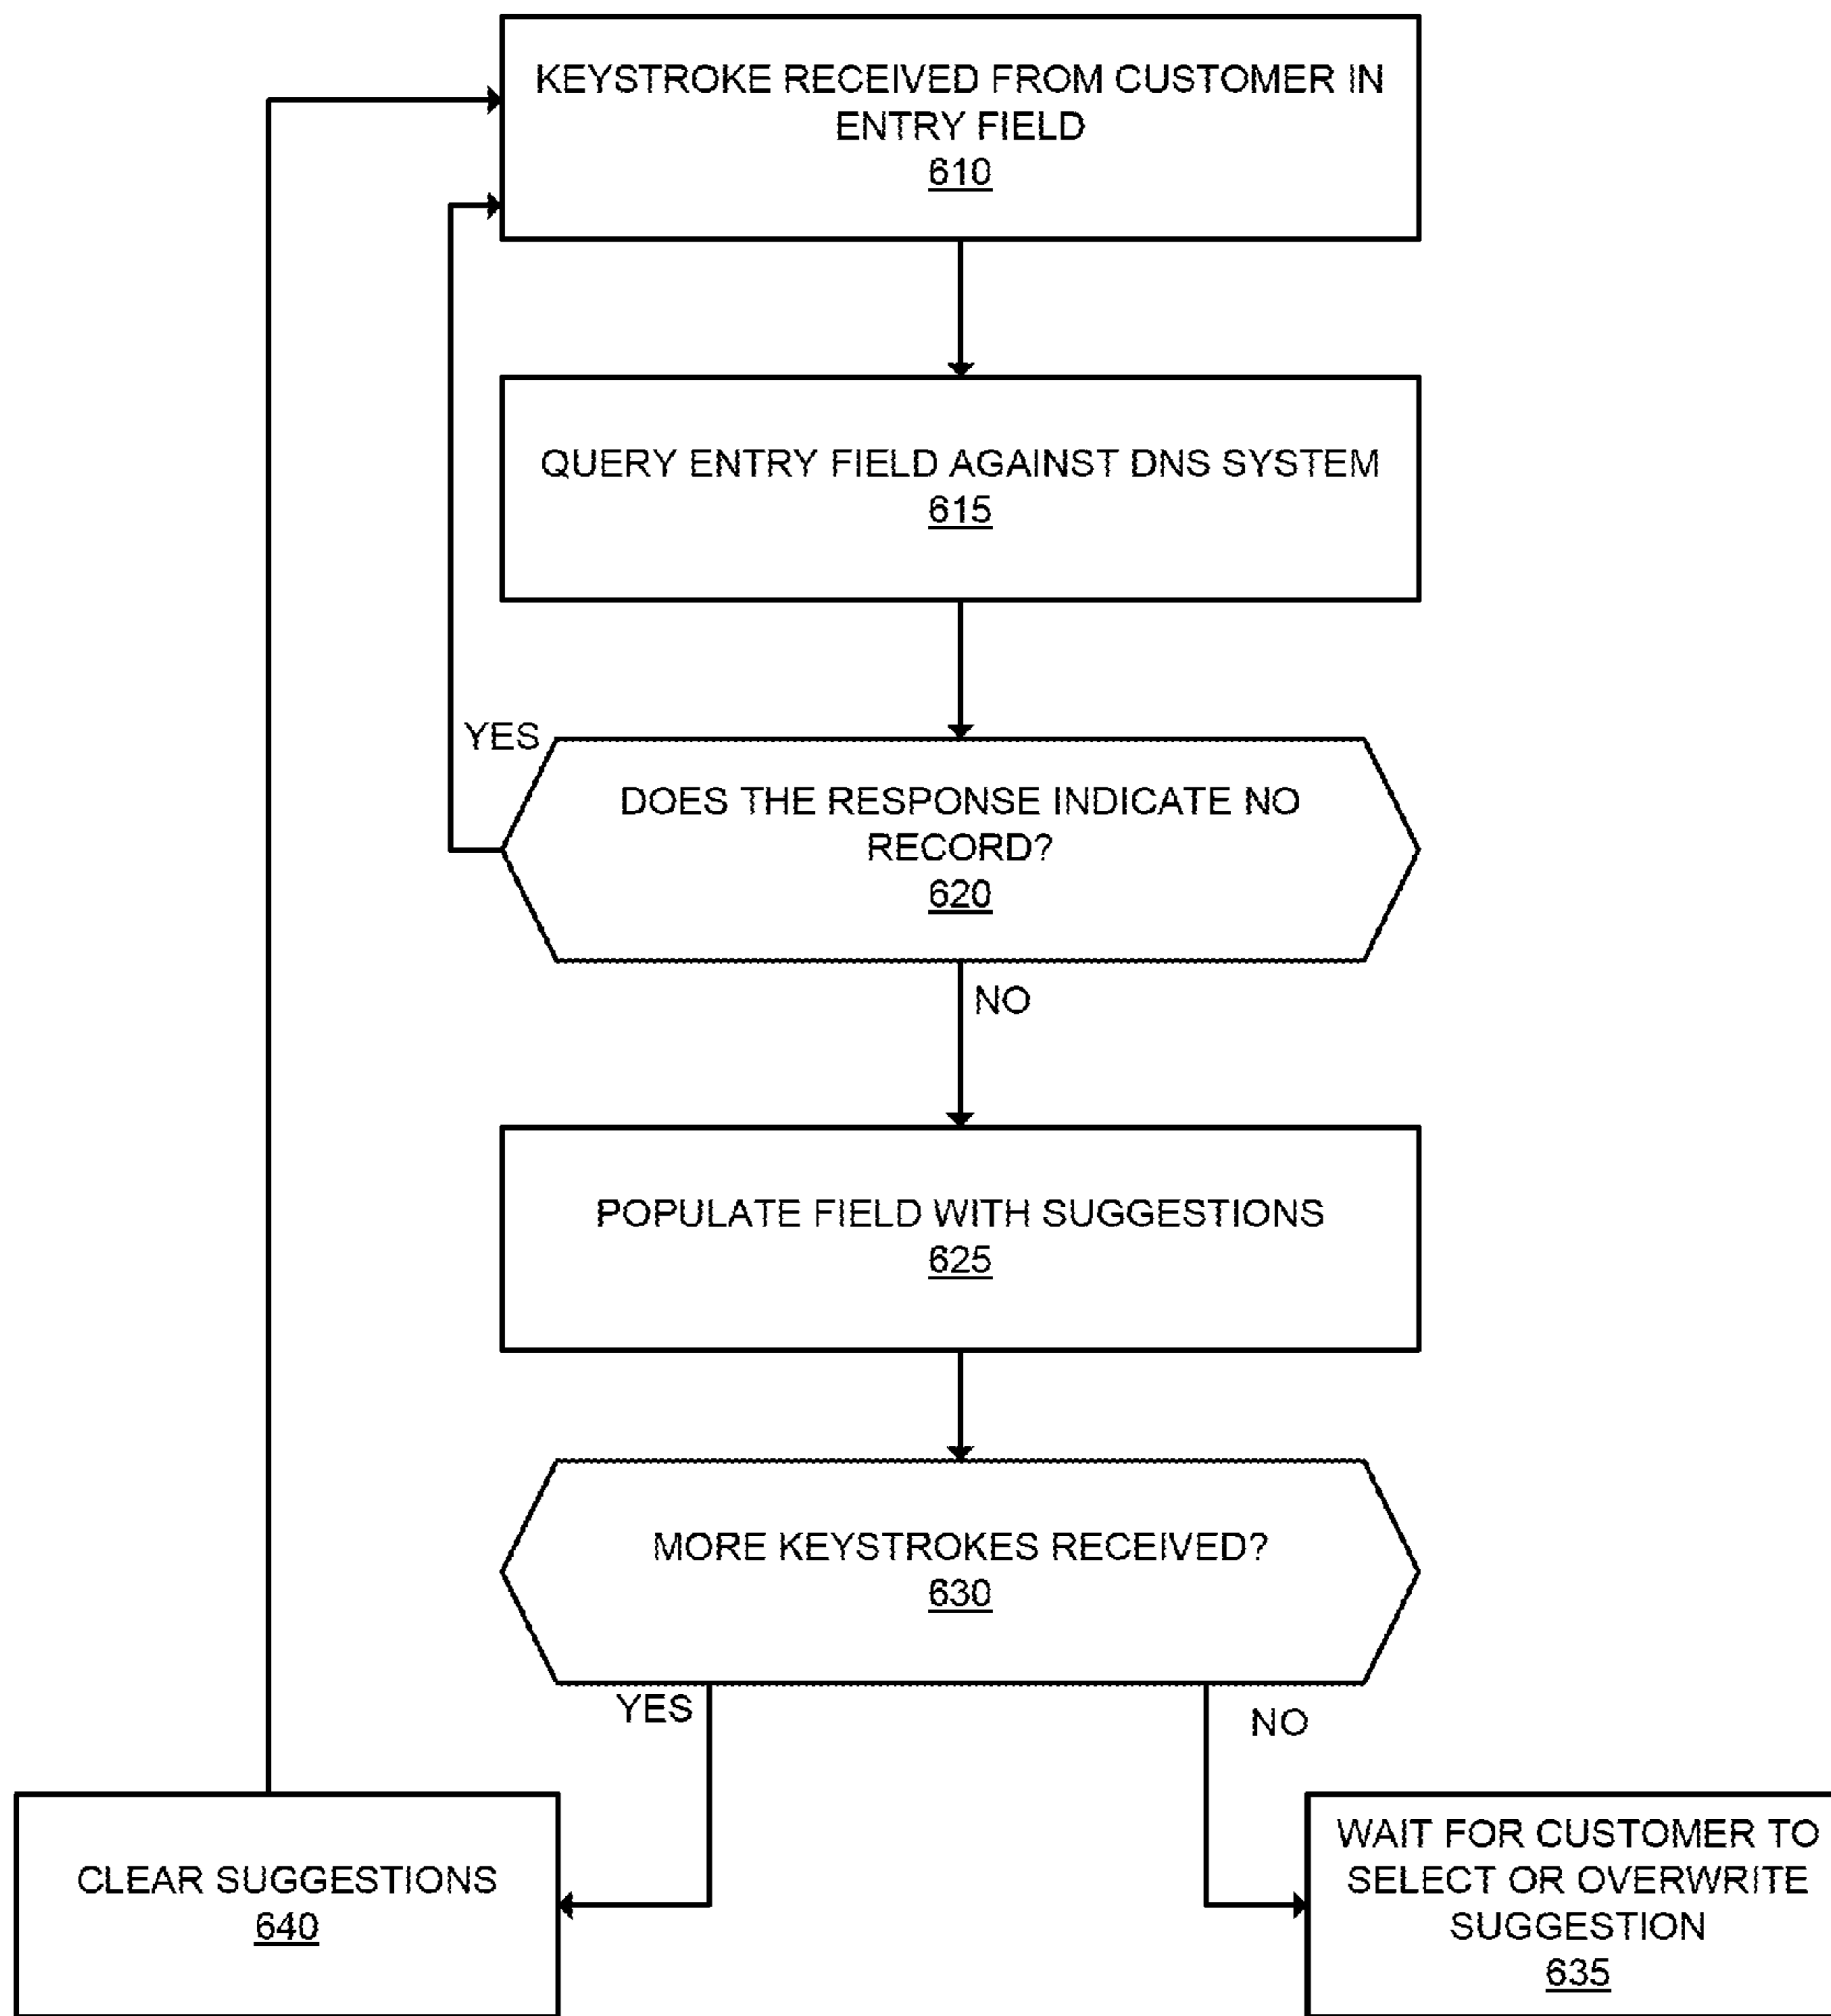 KEYSTROKE RECEIVED FROM CUSTOMER IN
ENTRY FIELD
610
QUERY ENTRY FIELD AGAINST DNS SYSTEM
615
YES
DOES THE RESPONSE INDICATE NO
RECORD?
620
NO
POPULATE FIELD WITH SUGGESTIONS
625
MORE KEYSTROKES RECEIVED?
630
YES
NO
CLEAR SUGGESTIONS
640
WAIT FOR CUSTOMER TO
SELECT OR OVERWRITE
SUGGESTION
635